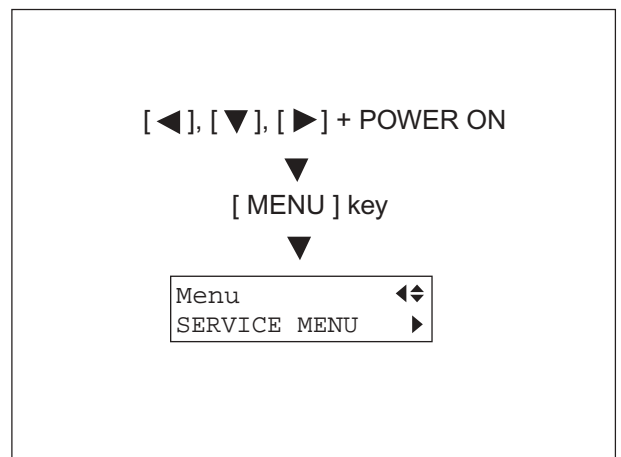 [ ◀ ], [ ▼ ], [ ▶ ] + POWER ON
▼
[ MENU ] key
▼
Menu ◀◆
SERVICE MENU ▶